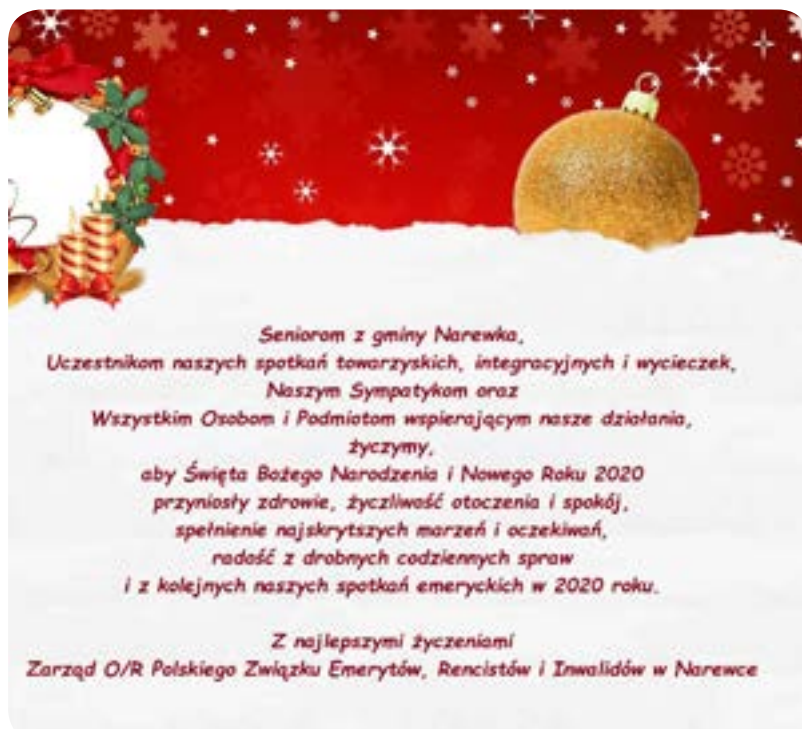 Seniorom z gminy Narewka,
Uczestnikom naszych spotkań towarzyskich, integracyjnych i wycieczek,
Naszym Sympatykom oraz
Wszystkim Osobom i Podmiotom wspierającym nasze działania,
życzymy,
aby Święta Bożego Narodzenia i Nowego Roku 2020
przyniosły zdrowie, życzliwość otoczenia i spokój,
spełnienie najskrytszych marzeń i oczekiwań,
radość z drobnych codziennych spraw
i z kolejnych naszych spotkań emeryckich w 2020 roku.
Z najlepszymi życzeniami
Zarząd O/R Polskiego Związku Emerytów, Rencistów i Inwalidów w Narewce